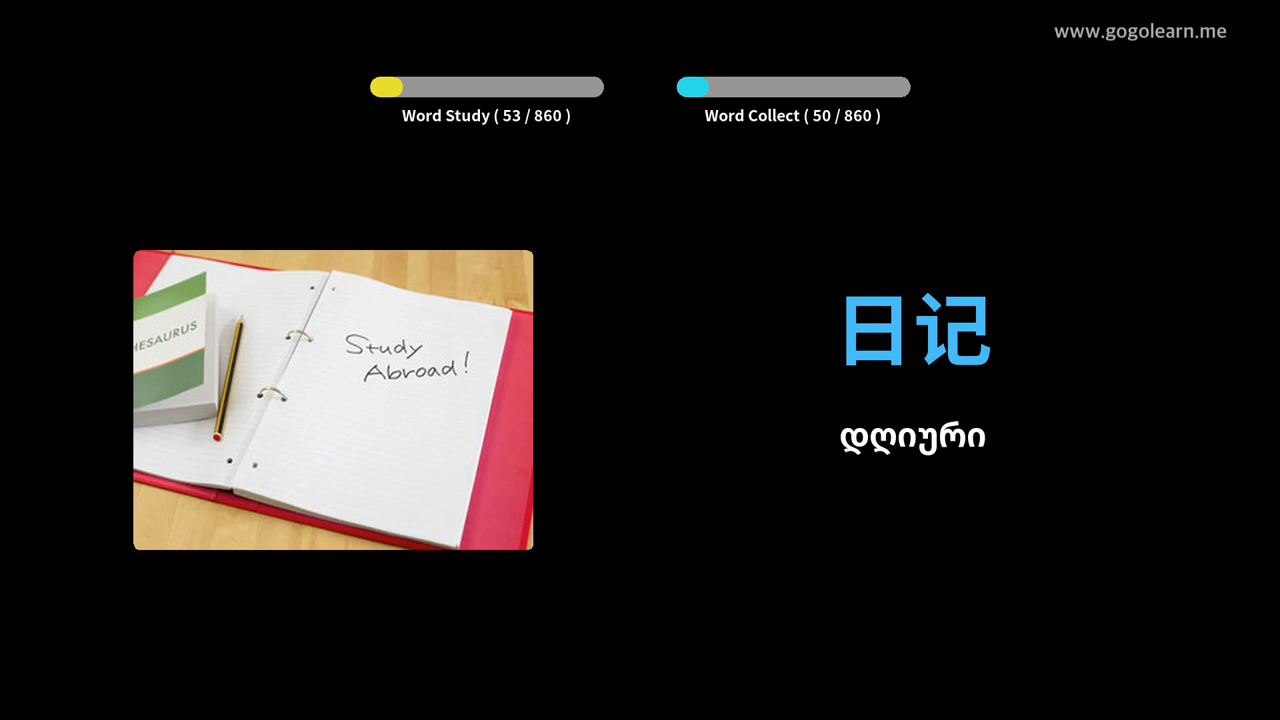 www.gogolearn.me
Word Study ( 53 / 860 )
Word Collect ( 50 / 860 )
HESAURUS
Study
Abroad!
日记
დღიური